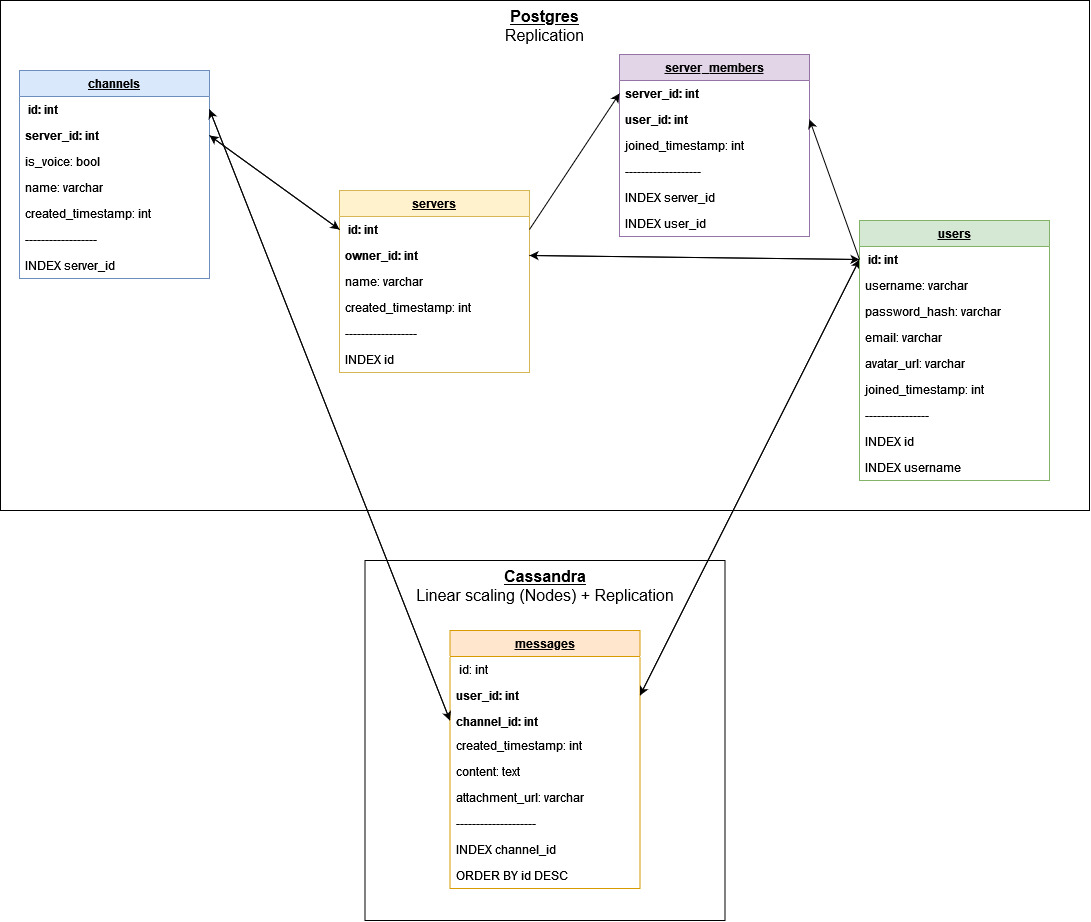 Postgres
Replication
channels
id: int
server_id: int
is_voice: bool
name: varchar
created_timestamp: int
------------------
INDEX server_id
servers
id: int
owner_id: int
name: varchar
created_timestamp: int
------------------
INDEX id
server_members
server_id: int
user_id: int
joined_timestamp: int
-------------------
INDEX server_id
INDEX user_id
users
id: int
username: varchar
password_hash: varchar
email: varchar
avatar_url: varchar
joined_timestamp: int
----------------
INDEX id
INDEX username
Cassandra
Linear scaling (Nodes) + Replication
messages
id: int
user_id: int
channel_id: int
created_timestamp: int
content: text
attachment_url: varchar
--------------------
INDEX channel_id
ORDER BY id DESC